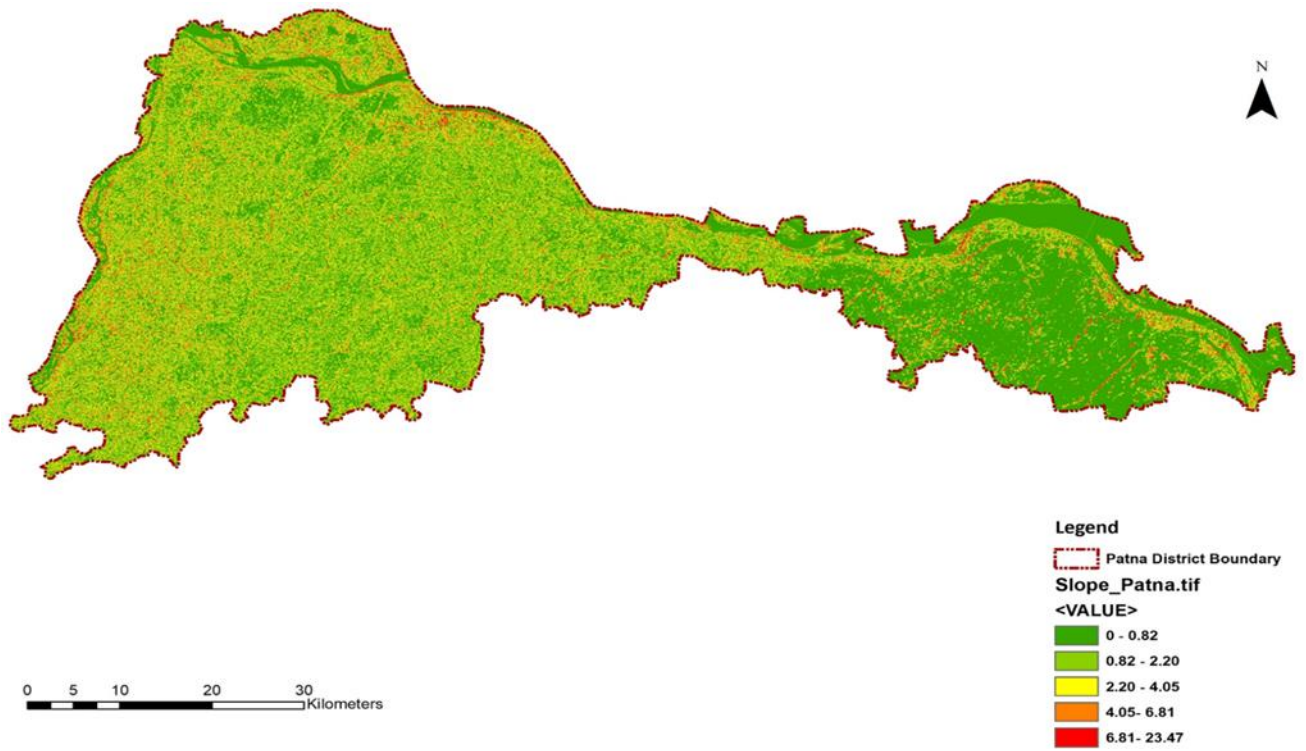 N
Legend
Patna District Boundary
Slope_Patna.tif
<VALUE>
0 - 0.82
0.82 - 2.20
2.20 - 4.05
4.05- 6.81
6.81- 23.47
0 5 10 20 30
Kilometers